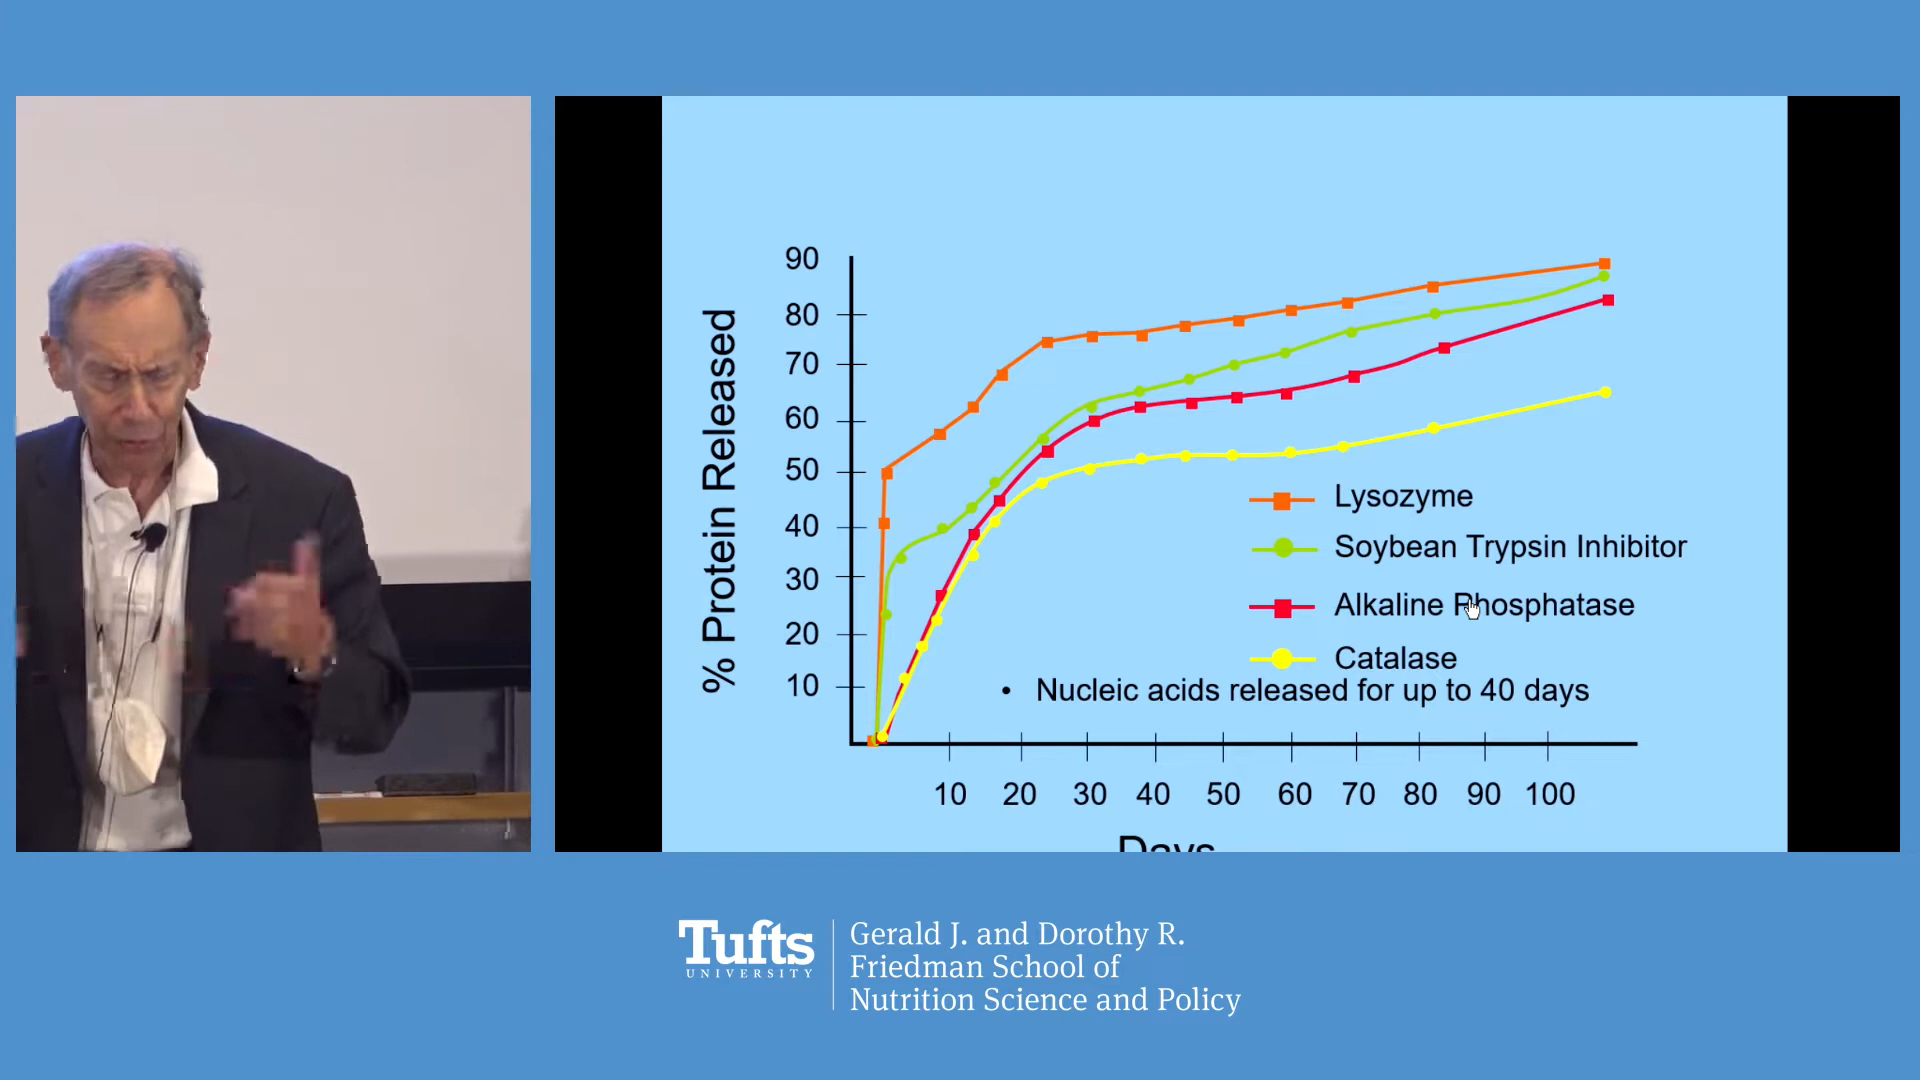 90
80
70
60
50
40
30
20
10
% Protein Released
Lysozyme
Soybean Trypsin Inhibitor
Alkaline Phosphatase
Catalase
• Nucleic acids released for up to 40 days
10 20 30 40 50 60 70 80 90 100
Days
Tufts
UNIVERSITY
Gerald J. and Dorothy R.
Friedman School of
Nutrition Science and Policy